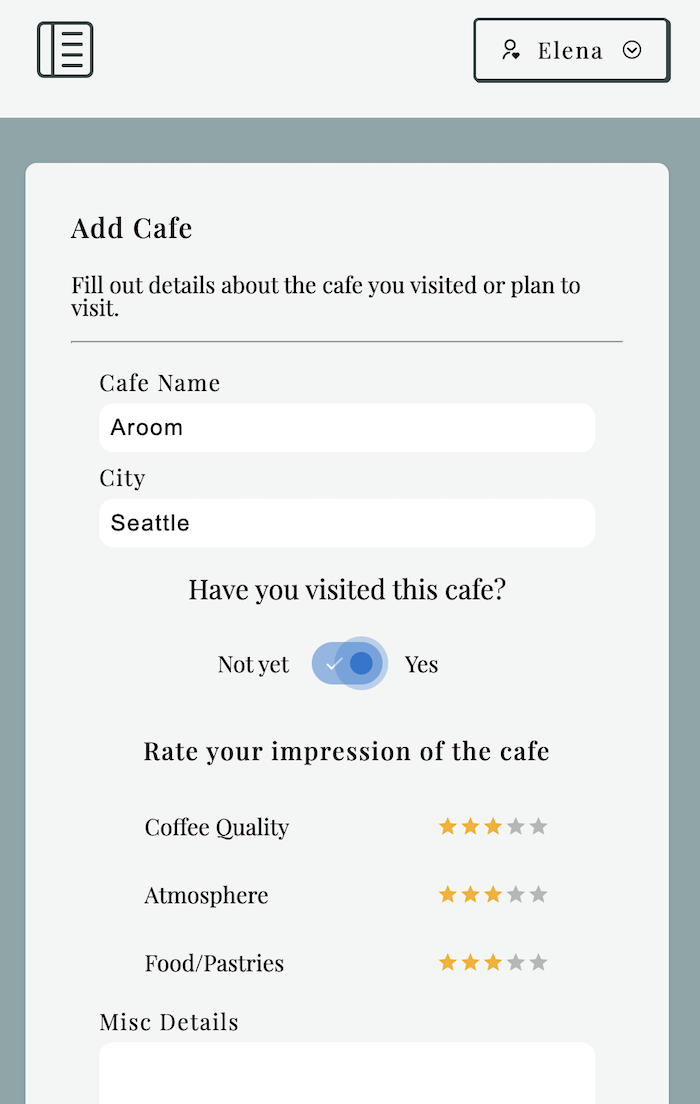 Elena
Add Cafe
Fill out details about the cafe you visited or plan to
visit.
Cafe Name
Aroom
City
Seattle
Have you visited this cafe?
Not yet Yes
Rate your impression of the cafe
Coffee Quality
Atmosphere
Food/Pastries
Misc Details